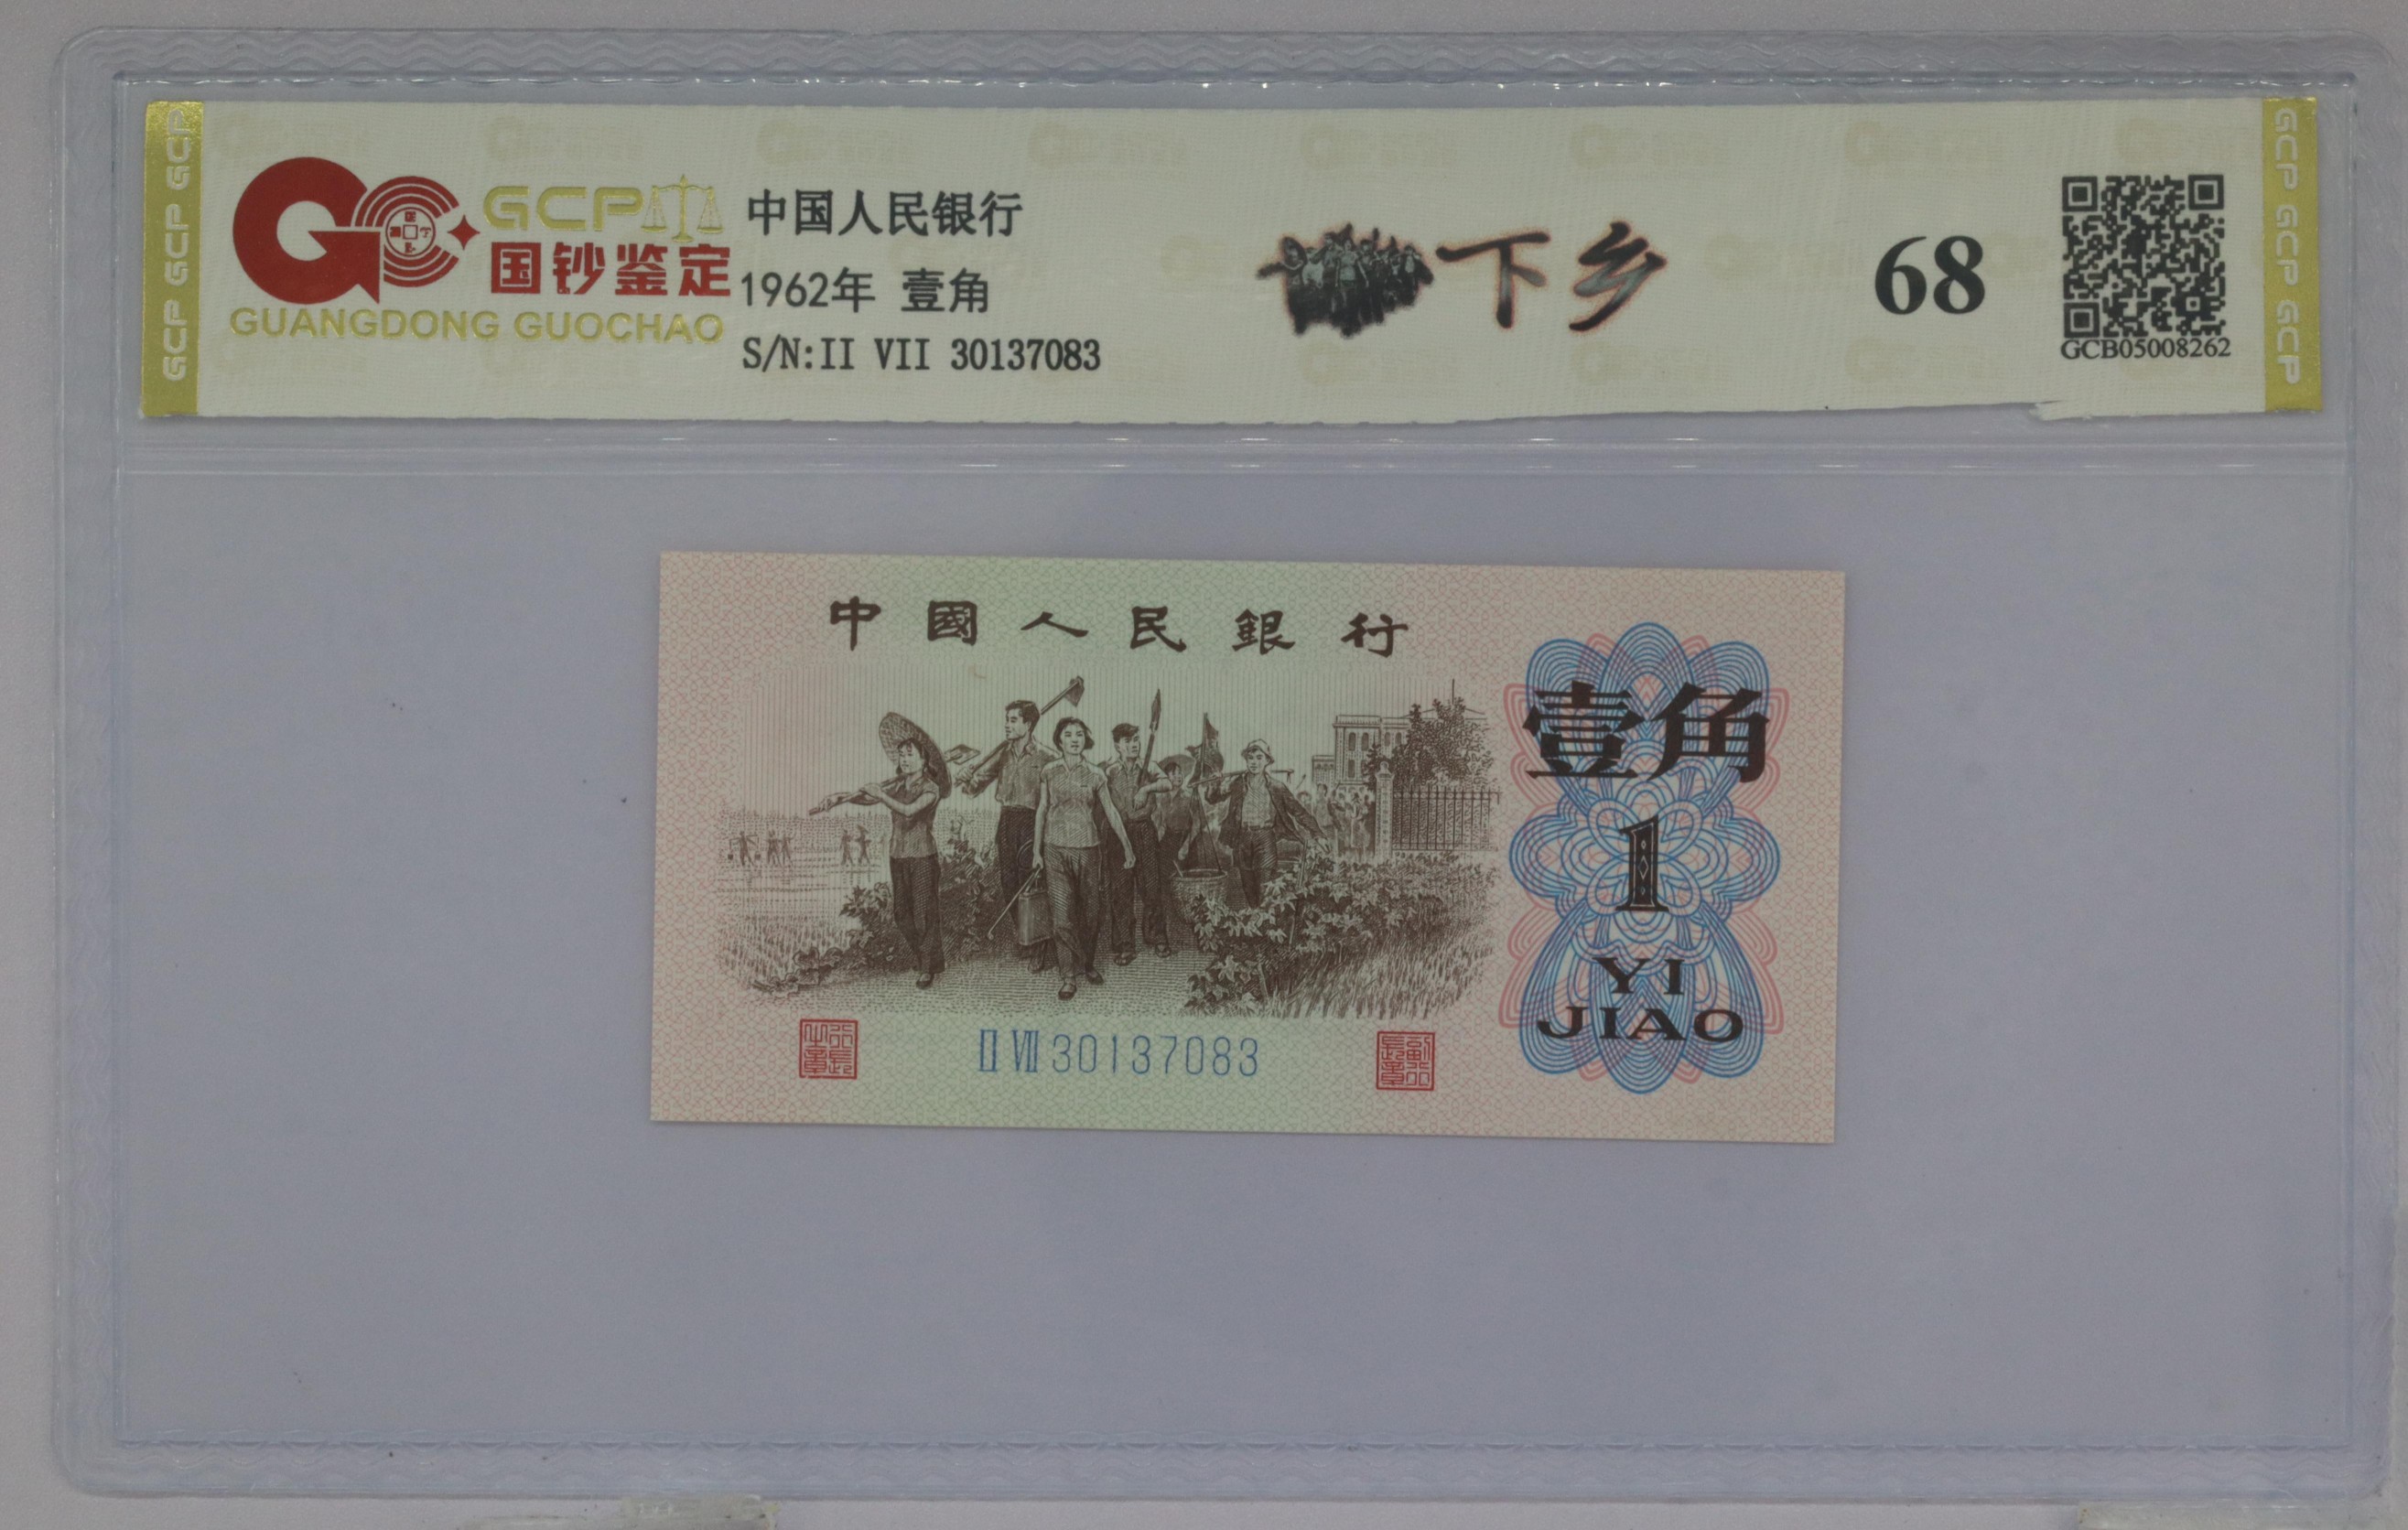 GCP GCP GCP
GCP
国钞鉴定
GUANGDONG GUOCHAO
中国人民银行
1962年 壹角
S/N:II VII 30137083
下乡
68
GCB05008262
GCP GCP GCP
中國人民銀行
壹角
1
YI
JIAO
II VII 30137083